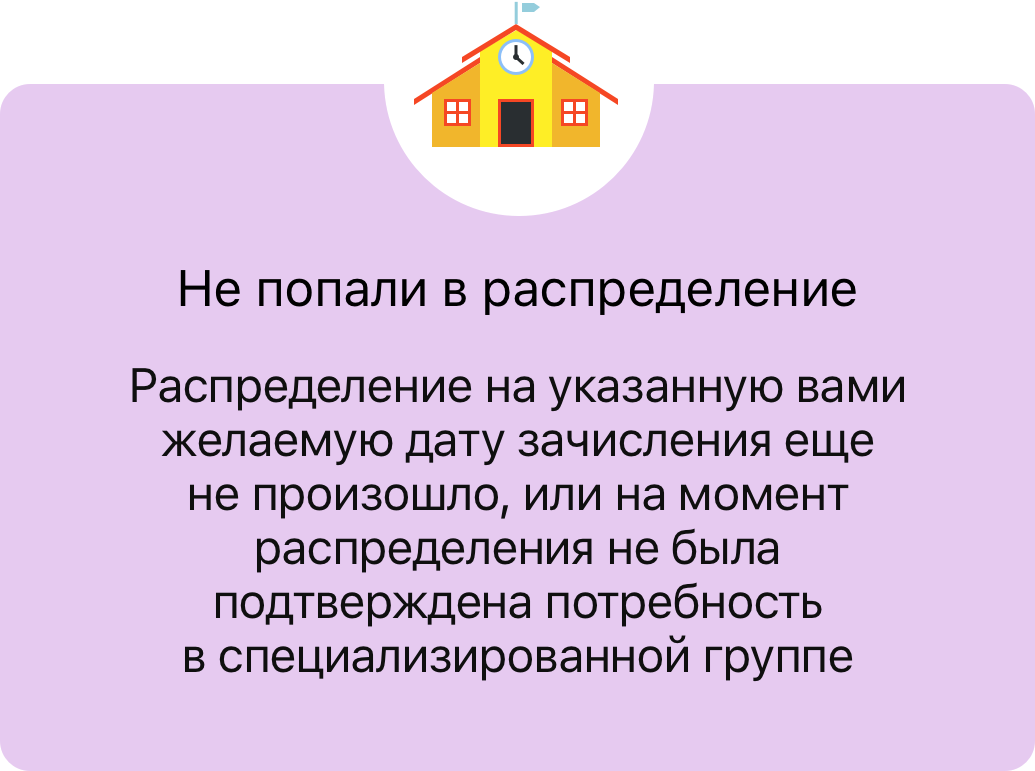 Не попали в распределение
Распределение на указанную вами
желаемую дату зачисления еще
не произошло, или на момент
распределения не была
подтверждена потребность
в специализированной группе